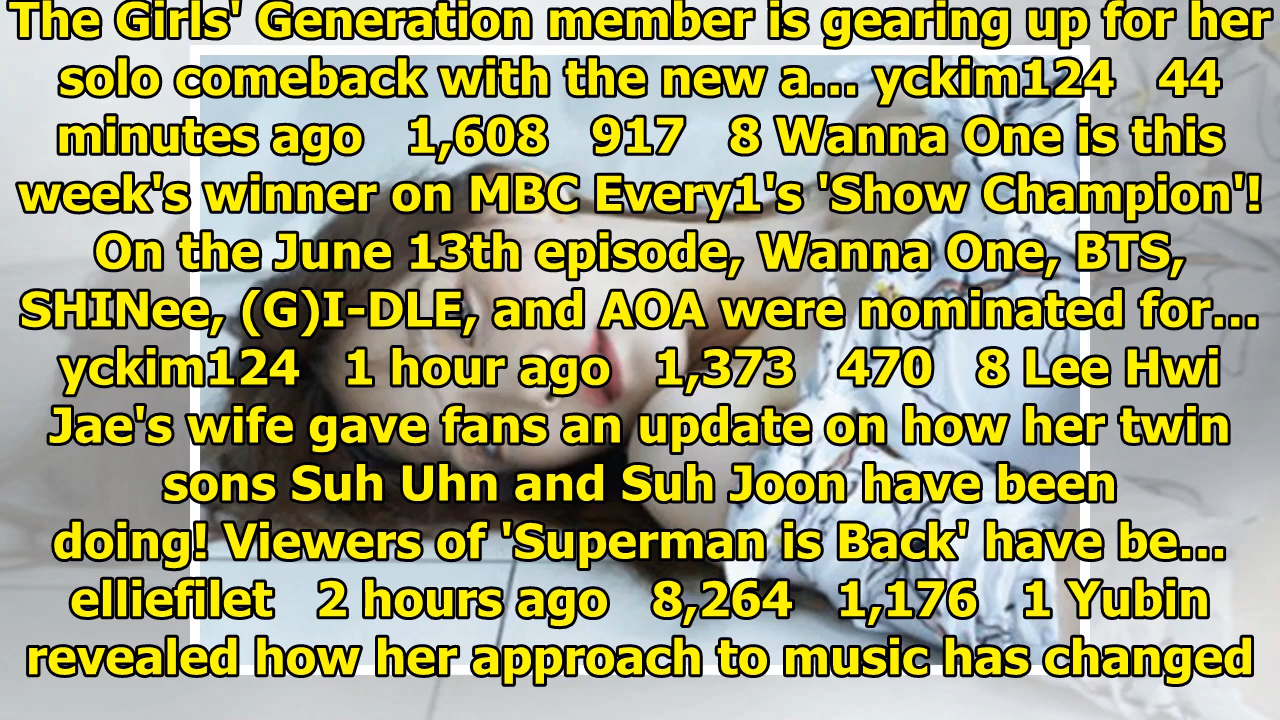 The Girls' Generation member is gearing up for her
solo comeback with the new a... yckim124 44
minutes ago 1,608 917 8 Wanna One is this
week's winner on MBC Every1's 'Show Champion'!
On the June 13th episode, Wanna One, BTS,
SHINee, (G)I-DLE, and AOA were nominated for...
yckim124 1 hour ago 1,373 470 8 Lee Hwi
Jae's wife gave fans an update on how her twin
sons Suh Uhn and Suh Joon have been
doing! Viewers of 'Superman is Back' have be...
elliefilet 2 hours ago 8,264 1,176 1 Yubin
revealed how her approach to music has changed